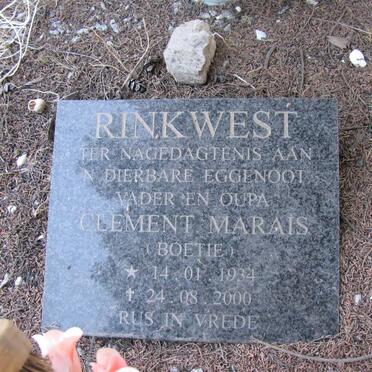 RINKWEST
TER NAGEDAGTENIS AAN
'N DIERBARE EGGENOOT
VADER EN OUPA
CLEMENT MARAIS
(BOETIE)
★ 14.01.1934
✝ 24.08.2000
RUS IN VREDE